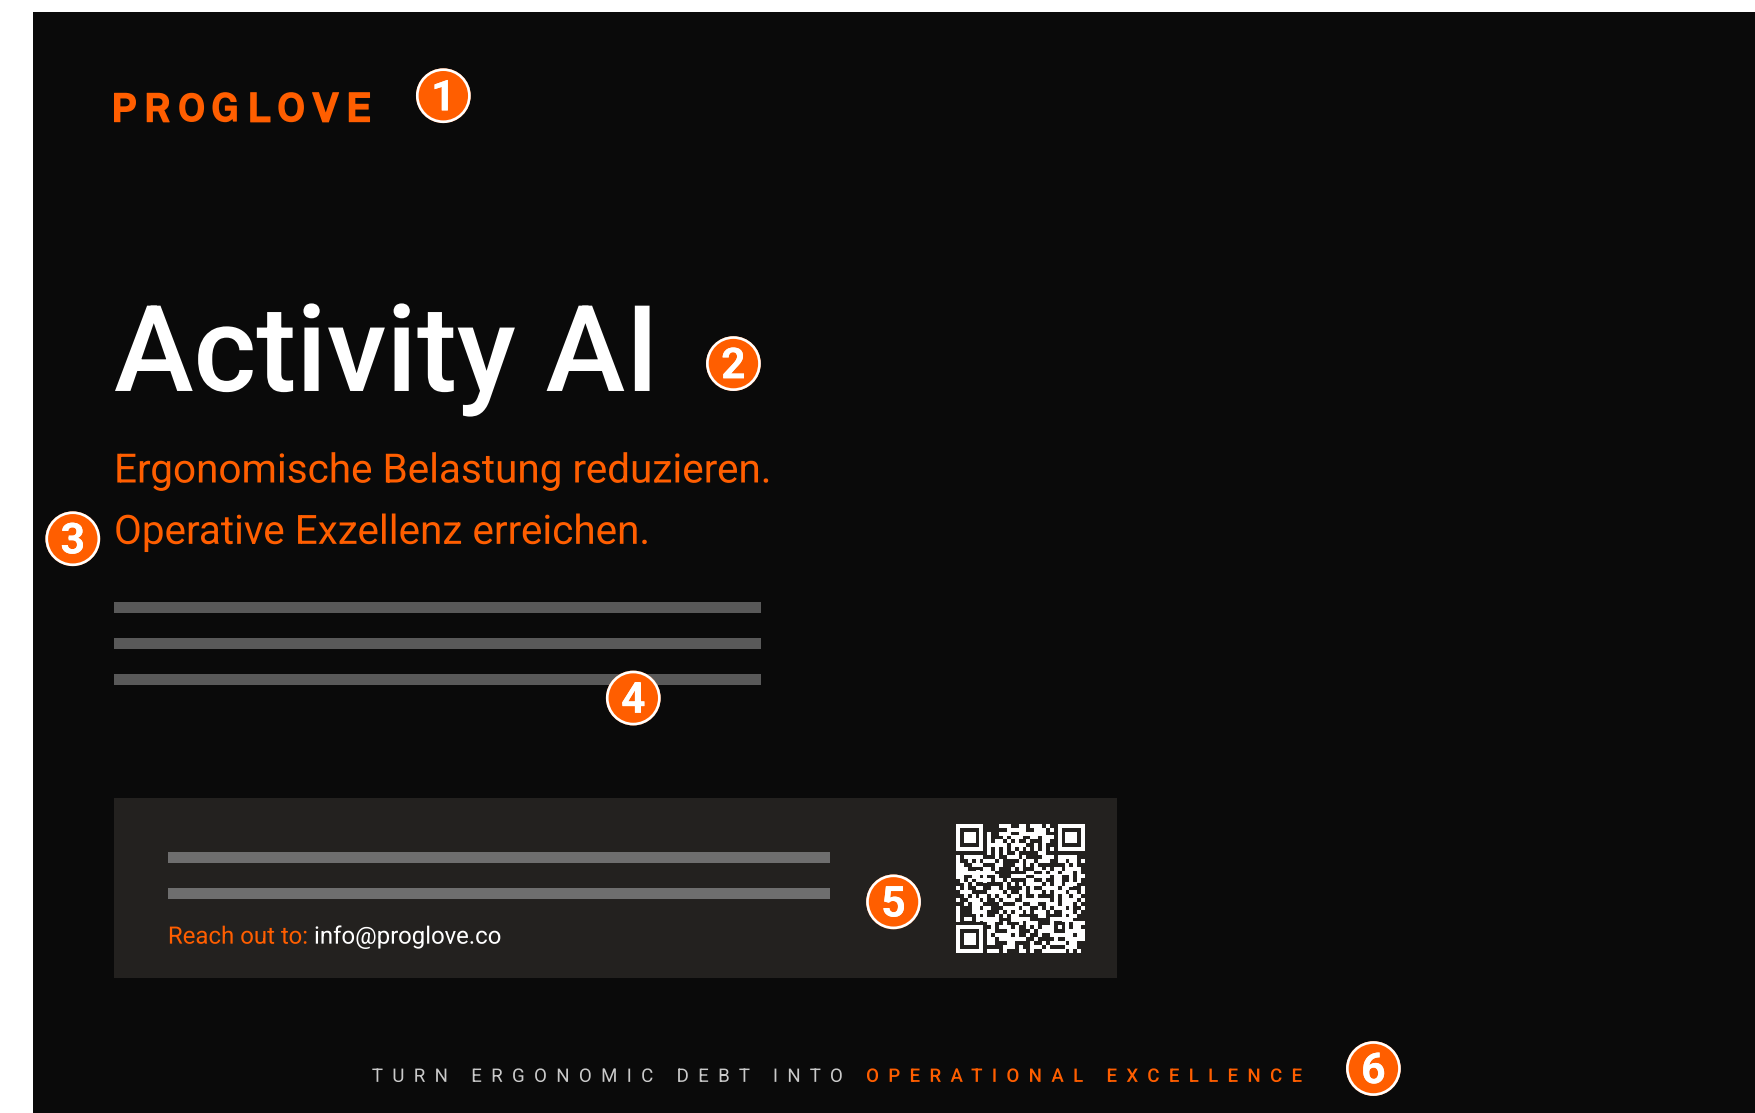 PROGLOVE 1
Activity AI 2
Ergonomische Belastung reduzieren.
3 Operative Exzellenz erreichen.
4
5
Reach out to: info@proglove.co
TURN ERGONOMIC DEBT INTO OPERATIONAL EXCELLENCE 6